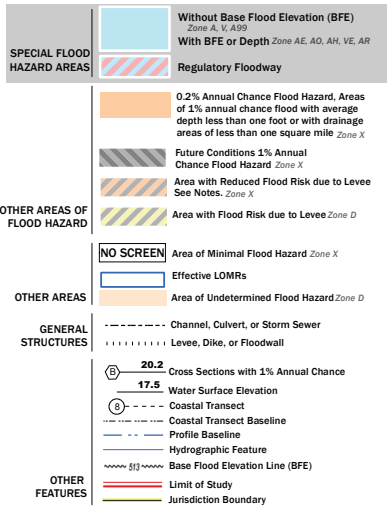 SPECIAL FLOOD
HAZARD AREAS
Without Base Flood Elevation (BFE)
Zone A, V, A99
With BFE or Depth Zone AE, AO, AH, VE, AR
Regulatory Floodway
OTHER AREAS OF
FLOOD HAZARD
0.2% Annual Chance Flood Hazard, Areas
of 1% annual chance flood with average
depth less than one foot or with drainage
areas of less than one square mile Zone X
Future Conditions 1% Annual
Chance Flood Hazard Zone X
Area with Reduced Flood Risk due to Levee
See Notes. Zone X
Area with Flood Risk due to Levee Zone D
OTHER AREAS
NO SCREEN Area of Minimal Flood Hazard Zone X
Effective LOMRs
Area of Undetermined Flood Hazard Zone D
GENERAL
STRUCTURES
Channel, Culvert, or Storm Sewer
Levee, Dike, or Floodwall
OTHER
FEATURES
B 20.2 Cross Sections with 1% Annual Chance
17.5 Water Surface Elevation
8 Coastal Transect
Coastal Transect Baseline
Profile Baseline
Hydrographic Feature
513 Base Flood Elevation Line (BFE)
Limit of Study
Jurisdiction Boundary